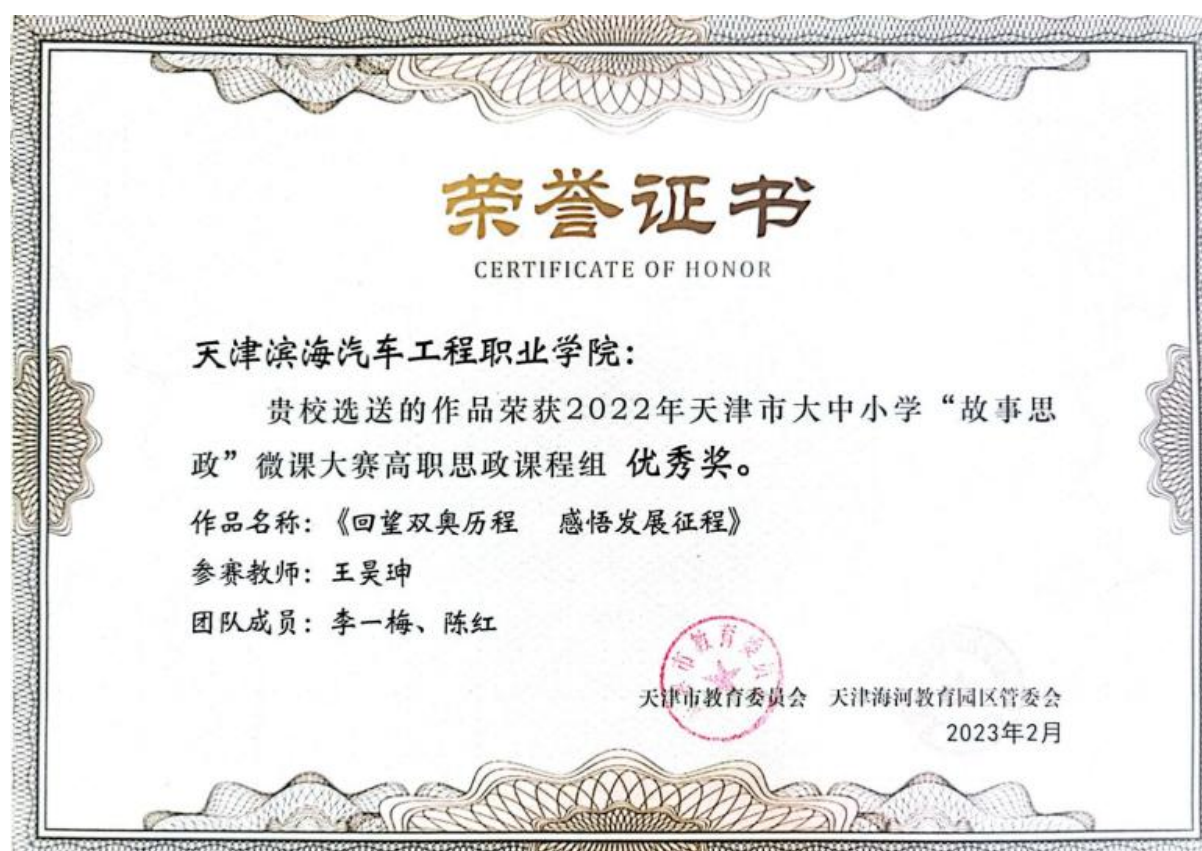 荣誉证书
CERTIFICATE OF HONOR
天津滨海汽车工程职业学院：
贵校选送的作品荣获2022年天津市大中小学“故事思
政”微课大赛高职思政课程组 优秀奖。
作品名称：《回望双奥历程 感悟发展征程》
参赛教师：王昊珅
团队成员：李一梅、陈红
市教育委员
天津市教育委员会 天津海河教育园区管委会
2023年2月